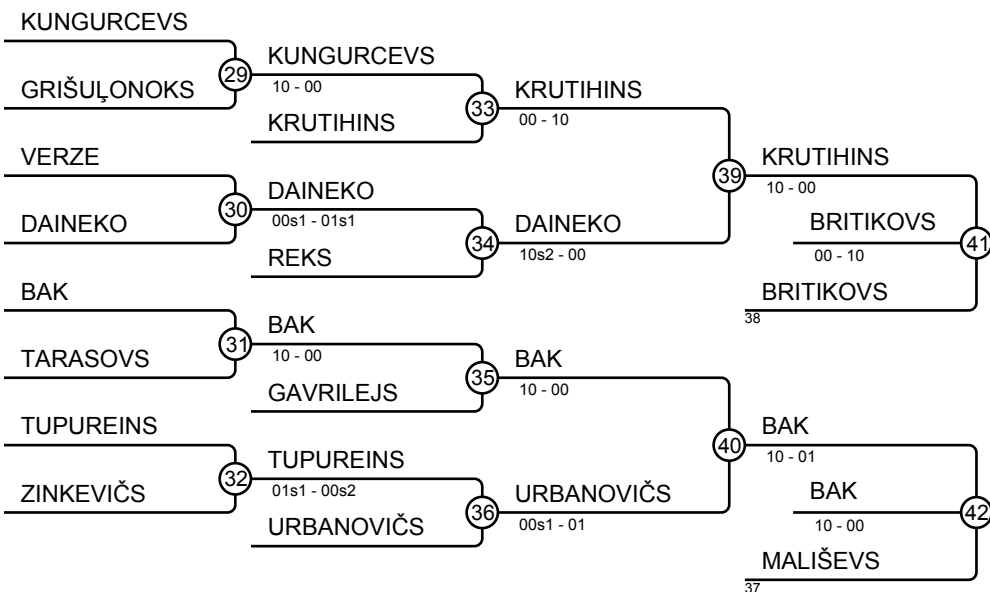 KUNGURCEVS
29
KUNGURCEVS
10 - 00
GRIŠUĻONOKS
33
KRUTIHINS
00 - 10
KRUTIHINS
VERZE
39
KRUTIHINS
10 - 00
30
DAINEKO
00s1 - 01s1
DAINEKO
34
DAINEKO
10s2 - 00
BRITIKOVS
00 - 10
41
REKS
BAK
BRITIKOVS
38
31
BAK
10 - 00
TARASOVS
35
BAK
10 - 00
GAVRILEJS
TUPUREINS
40
BAK
10 - 01
32
TUPUREINS
01s1 - 00s2
ZINKEVIČS
36
URBANOVIČS
00s1 - 01
BAK
10 - 00
42
URBANOVIČS
MALIŠEVS
37